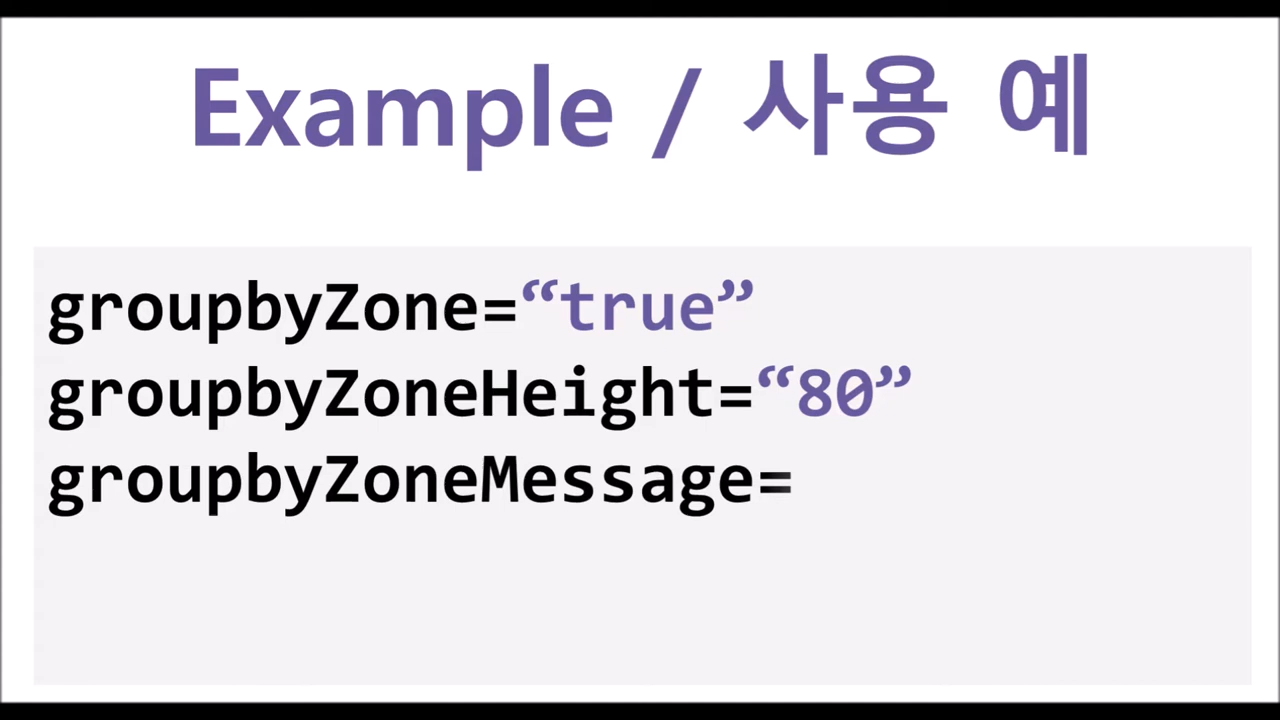 Example / 사용 예
groupbyZone=“true”
groupbyZoneHeight=“80”
groupbyZoneMessage=